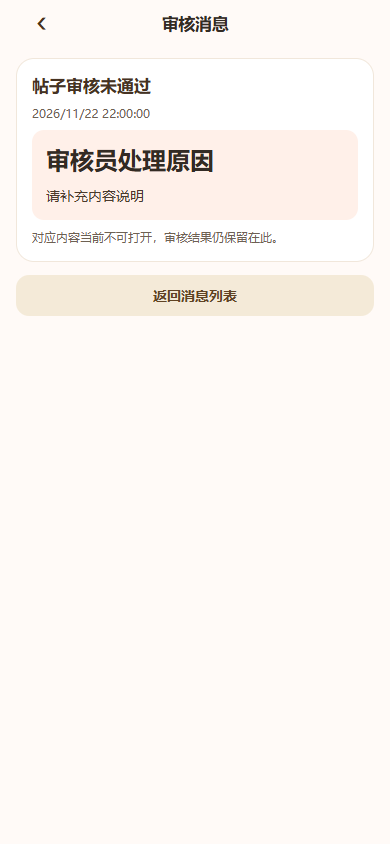 审核消息
帖子审核未通过
2026/11/22 22:00:00
审核员处理原因
请补充内容说明
对应内容当前不可打开，审核结果仍保留在此。
返回消息列表